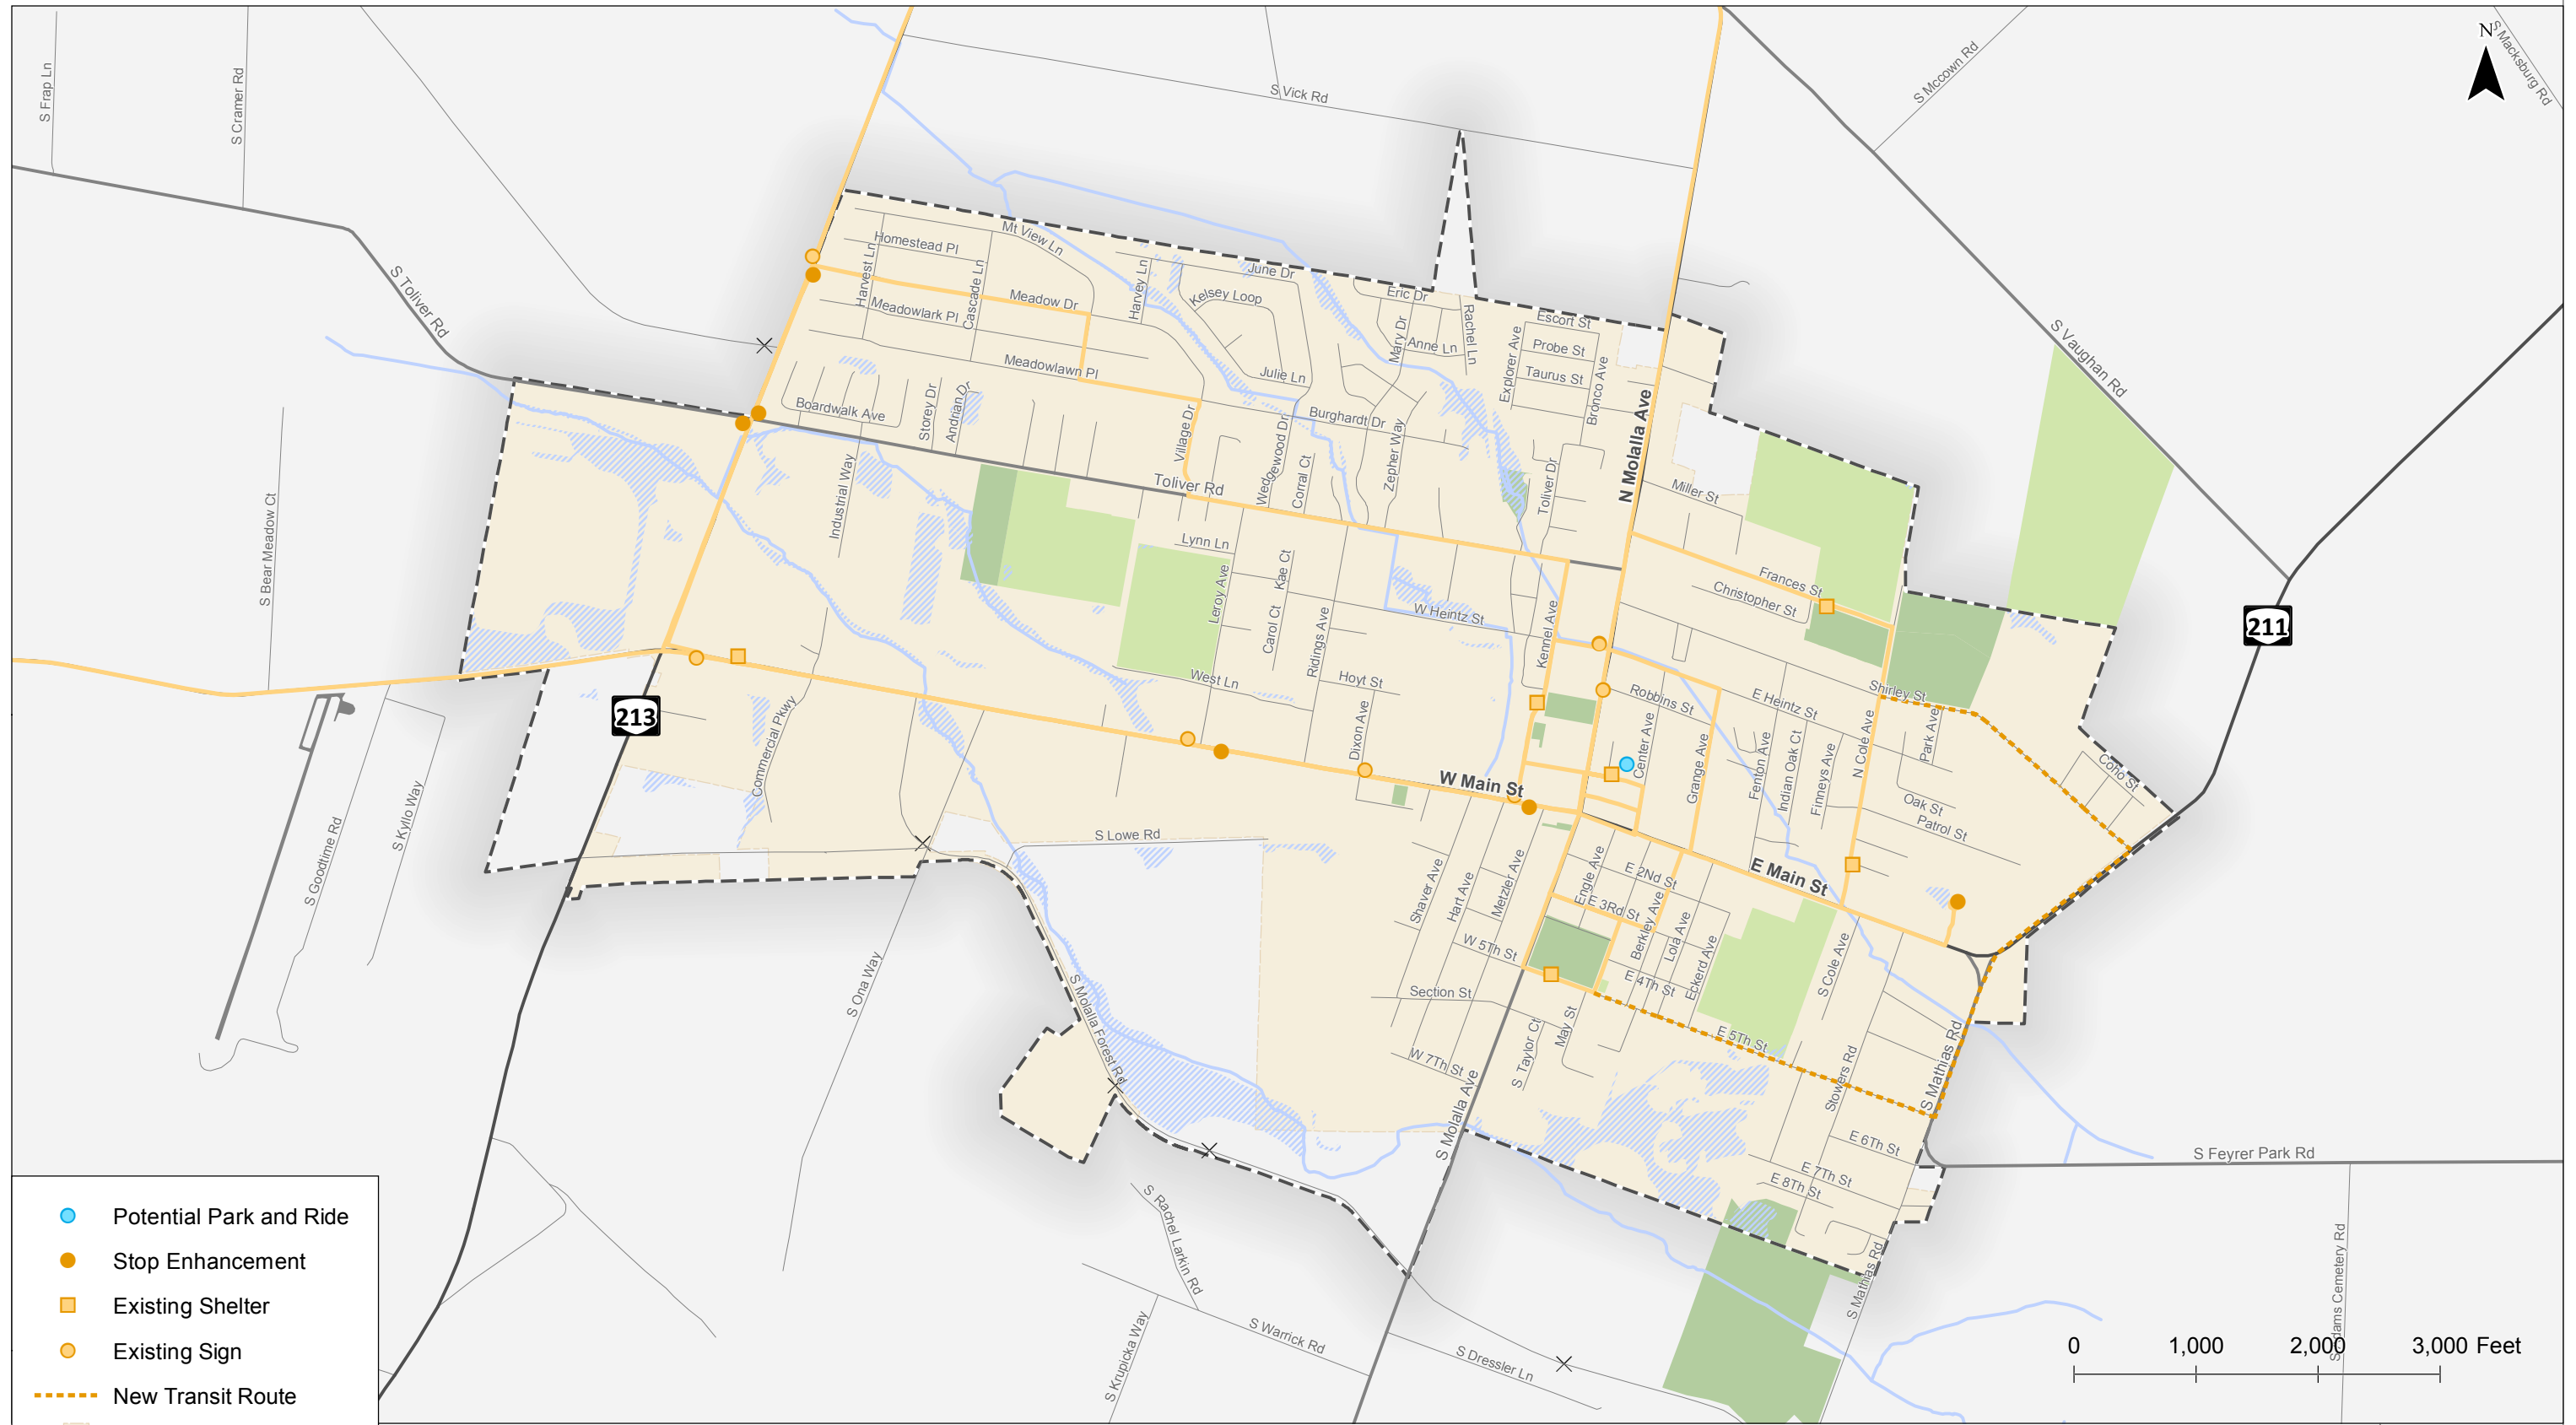 N
S Macksburg Rd
S Mccown Rd
S Frap Ln
S Cramer Rd
S Vick Rd
S Toliver Rd
Mt View Ln
Homestead Pl
Harvest Ln
Cascade Ln
Meadow Dr
Meadowlark Pl
Harvey Ln
June Dr
Kelsey Loop
Eric Dr
Mary Dr
Anne Ln
Rachel Ln
Explorer Ave
Escort St
Probe St
Taurus St
Bronco Ave
S Vaughan Rd
Meadowlawn Pl
Julie Ln
Boardwalk Ave
Storey Dr
Adrian Dr
Village Dr
Burghardt Dr
Wedgewood Dr
Corral Ct
Zepher Way
N Molalla Ave
Toliver Dr
Toliver Rd
Industrial Way
Miller St
S Bear Meadow Ct
Lynn Ln
Leroy Ave
Kae Ct
Carol Ct
Ridings Ave
W Heintz St
Kennel Ave
Frances St
Christopher St
211
West Ln
Hoyt St
Dixon Ave
Robbins St
E Heintz St
Shirley St
213
Commercial Pkwy
Center Ave
Grange Ave
Fenton Ave
Indian Oak Ct
Finneys Ave
N Cole Ave
Park Ave
Coho St
W Main St
Oak St
Patrol St
S Kyllo Way
S Goodtime Rd
S Lowe Rd
Shaver Ave
Hart Ave
Metzler Ave
Engle Ave
E 2Nd St
E Main St
E 3Rd St
Berkley Ave
Lola Ave
Eckerd Ave
W 5Th St
E 4Th St
S Cole Ave
S Ona Way
Section St
S Molalla Forest Rd
W 7Th St
S Taylor Ct
May St
E 5Th St
Stowers Rd
S Mathias Rd
S Molalla Ave
E 6Th St
E 7Th St
E 8Th St
S Feyrer Park Rd
S Rachel Larkin Rd
S Krupicka Way
S Warrick Rd
S Dressler Ln
S Mathias Rd
S Adams Cemetery Rd
Potential Park and Ride
Stop Enhancement
Existing Shelter
Existing Sign
New Transit Route
0 1,000 2,000 3,000 Feet